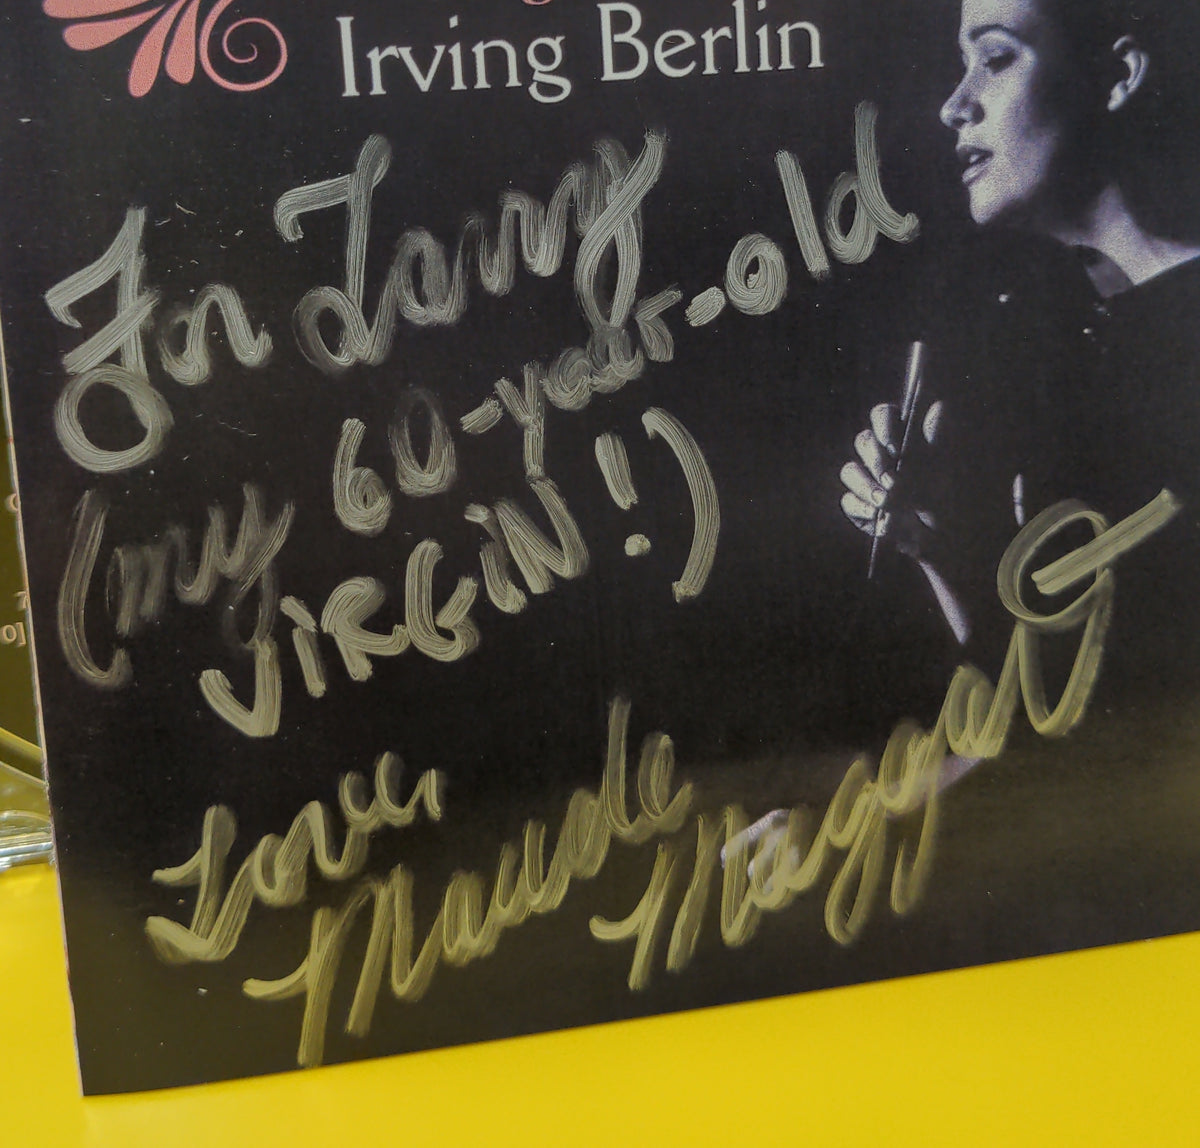 Irving Berlin
For Larry
(my 60-year-old
VIRGIN!)
Love,
Maude Maggart